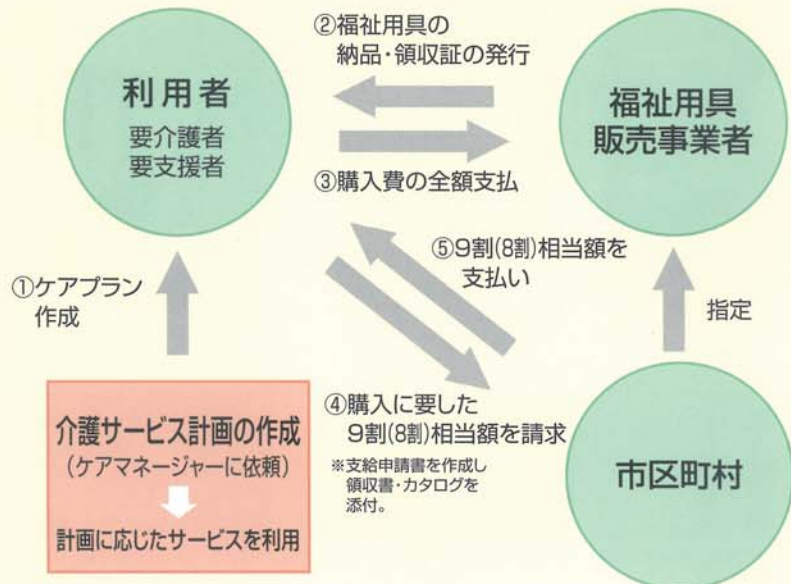 ②福祉用具の
納品・領収証の発行
利用者
要介護者
要支援者
福祉用具
販売事業者
③購入費の全額支払
①ケアプラン
作成
⑤9割(8割)相当額を
支払い
指定
介護サービス計画の作成
(ケアマネージャーに依頼)
計画に応じたサービスを利用
④購入に要した
9割(8割)相当額を請求
※支給申請書を作成し
領収書・カタログを
添付。
市区町村